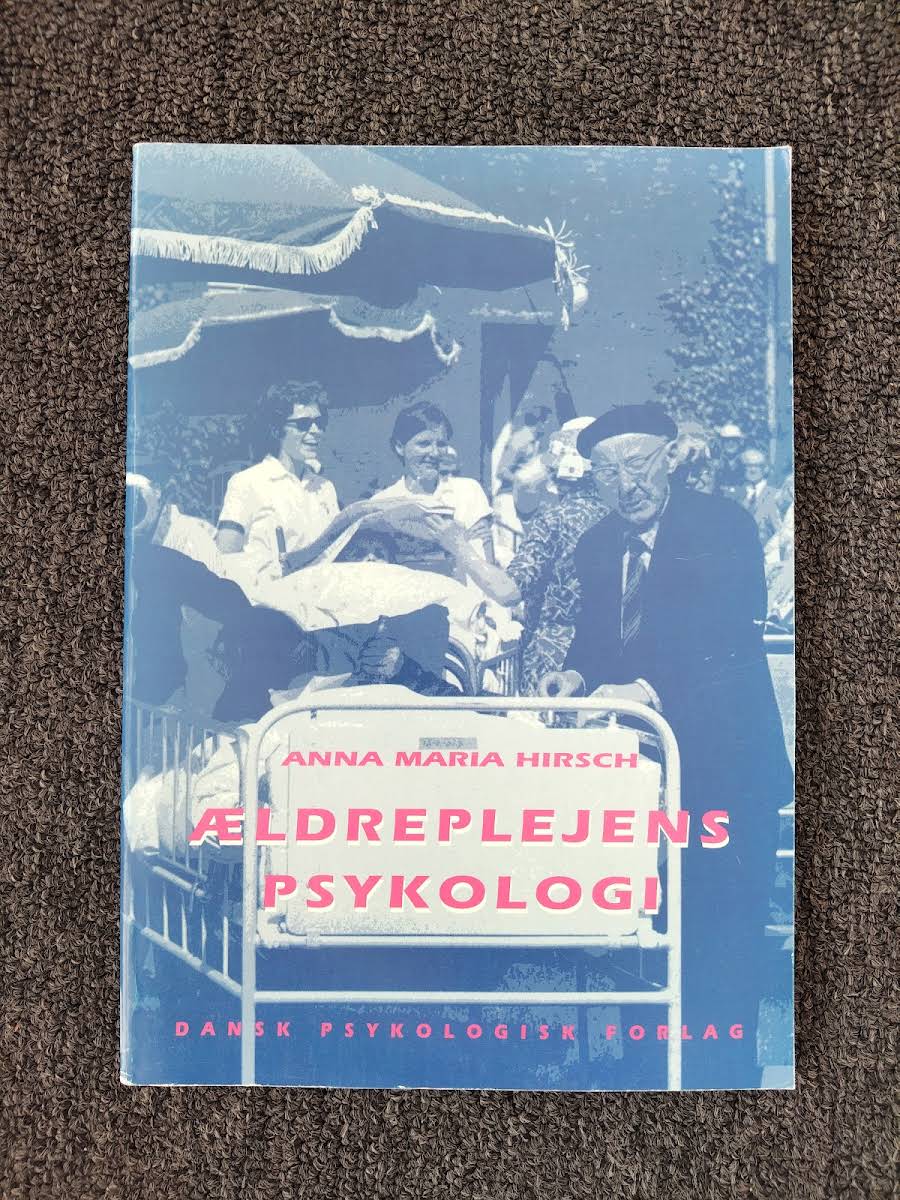 ANNA MARIA HIRSCH
ÆLDREPLEJENS
PSYKOLOGI
DANSK PSYKOLOGISK FORLAG